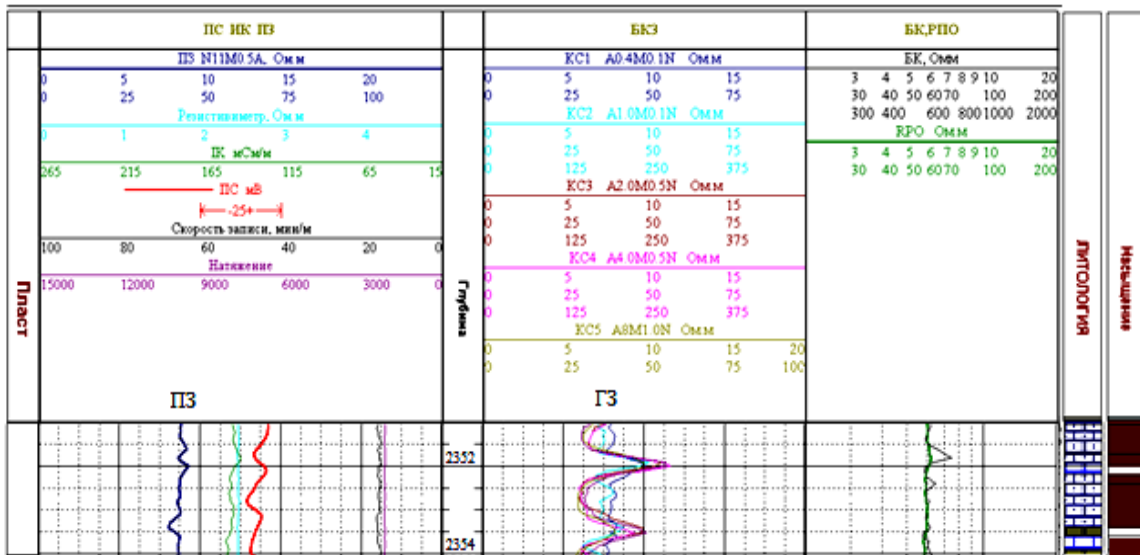 ПС ИК ПЗ
ПЗ N11M0.5A, Ом.м
0 5 10 15 20
0 25 50 75 100
Резистивиметр, Ом.м
0 1 2 3 4
IK мСм/м
265 215 165 115 65 15
ПС мВ
-25+
Скорость записи, мин/м
100 80 60 40 20 0
Натяжение
15000 12000 9000 6000 3000 0
Пласт
ПЗ
Глубина
БКЗ
КС1 A0.4M0.1N Ом.м
0 5 10 15
0 25 50 75
КС2 A1.0M0.1N Ом.м
0 5 10 15
0 25 50 75
0 125 250 375
КС3 A2.0M0.5N Ом.м
0 5 10 15
0 25 50 75
0 125 250 375
КС4 A4.0M0.5N Ом.м
0 5 10 15
0 25 50 75
0 125 250 375
КС5 A8M1.0N Ом.м
0 5 10 15 20
0 25 50 75 100
ГЗ
БК,РПО
БК, Омм
3 4 5 6 7 8 9 10 20
30 40 50 60 70 100 200
300 400 600 800 1000 2000
RPO Ом.м
3 4 5 6 7 8 9 10 20
30 40 50 60 70 100 200
ЛИТОЛОГИЯ
Насыщение
2352
2354